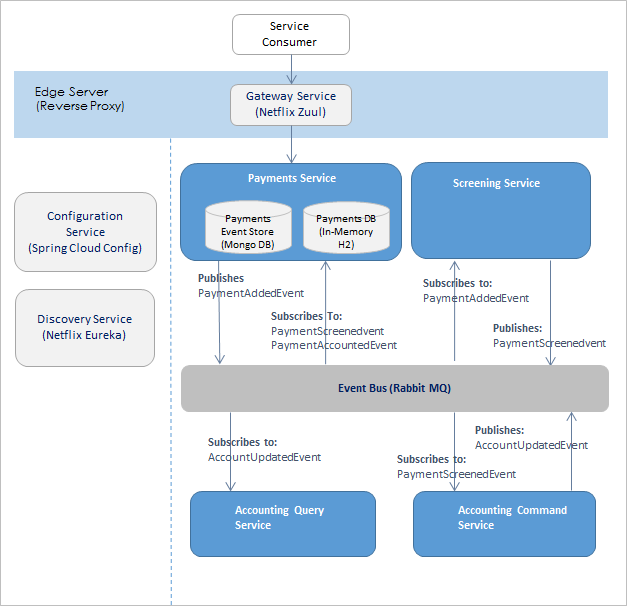 Service
Consumer
Edge Server
(Reverse Proxy)
Gateway Service
(Netflix Zuul)
Payments Service
Screening Service
Payments
Event Store
(Mongo DB)
Payments DB
(In-Memory
H2)
Configuration
Service
(Spring Cloud Config)
Discovery Service
(Netflix Eureka)
Publishes
PaymentAddedEvent
Subscribes To:
PaymentScreenedvent
PaymentAccountedEvent
Subscribes to:
PaymentAddedEvent
Publishes:
PaymentScreenedvent
Event Bus (Rabbit MQ)
Subscribes to:
AccountUpdatedEvent
Publishes:
AccountUpdatedEvent
Subscribes to:
PaymentScreenedEvent
Accounting Query
Service
Accounting Command
Service